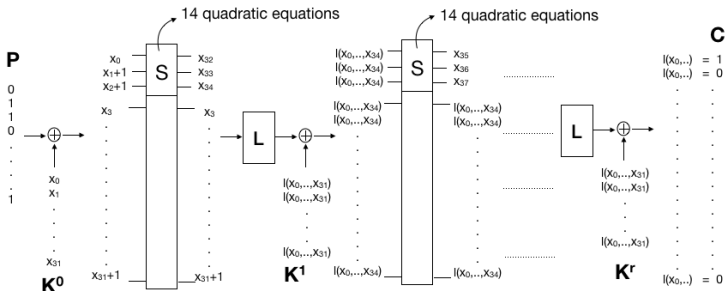 14 quadratic equations
14 quadratic equations
P
C
0
1
1
0
.
.
.
1
x₀
x₁
x₃₁
K⁰
x₀
x₁+1
x₂+1
x₃
x₃₁+1
S
x₃₂
x₃₃
x₃₄
x₃
x₃₁+1
L
l(x₀,..,x₃₁)
l(x₀,..,x₃₁)
l(x₀,..,x₃₁)
K¹
l(x₀,..,x₃₄)
l(x₀,..,x₃₄)
l(x₀,..,x₃₄)
l(x₀,..,x₃₄)
l(x₀,..,x₃₄)
l(x₀,..,x₃₄)
S
x₃₅
x₃₆
x₃₇
l(x₀,..,x₃₄)
l(x₀,..,x₃₄)
l(x₀,..,x₃₄)
L
l(x₀,..,x₃₁)
l(x₀,..,x₃₁)
l(x₀,..,x₃₁)
Kʳ
l(x₀,..) = 1
l(x₀,..) = 0
l(x₀,..) = 0